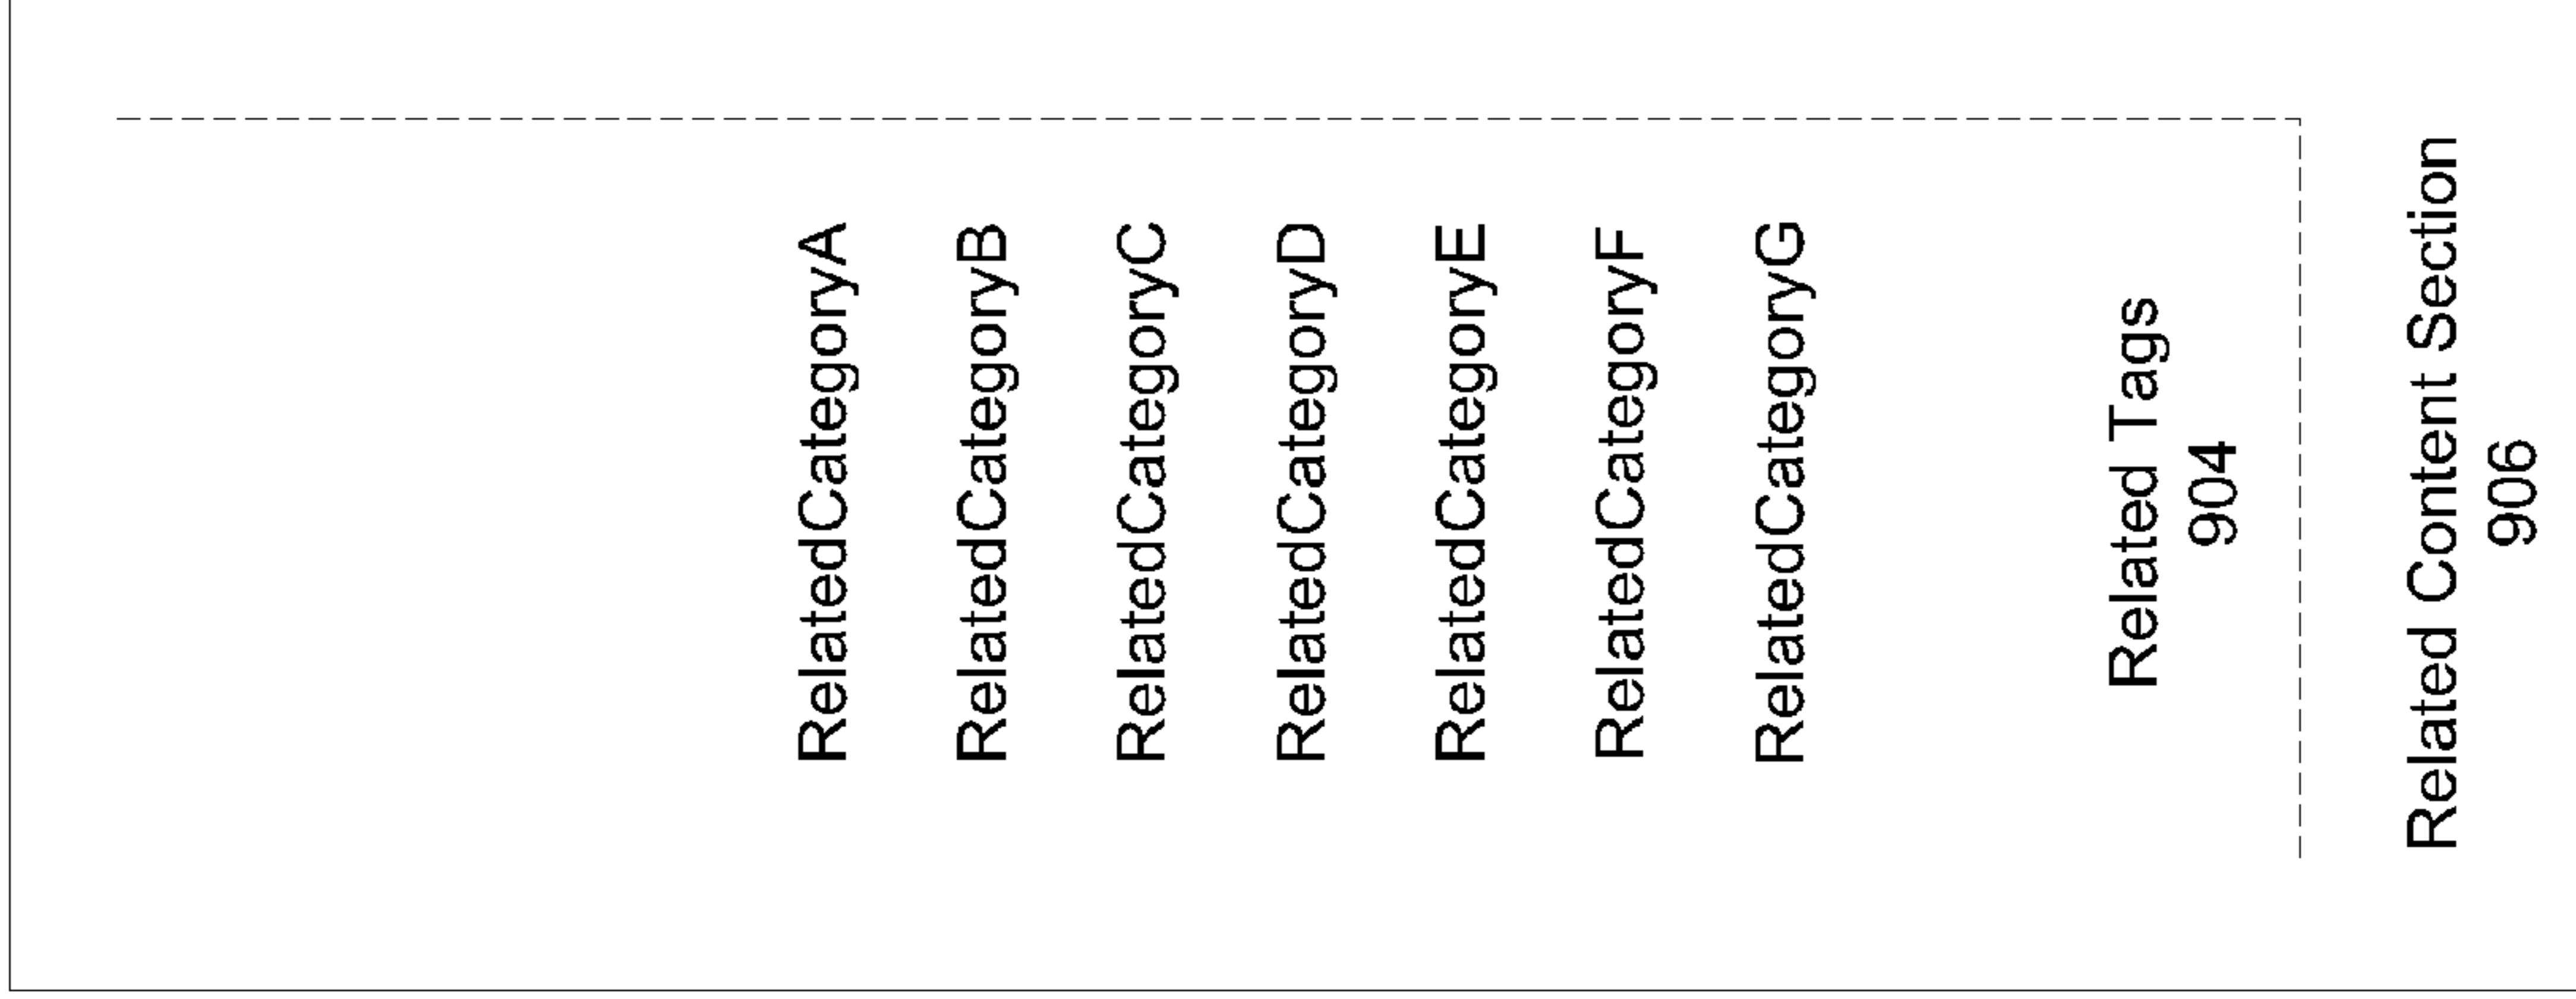 RelatedCategoryA
RelatedCategoryB
RelatedCategoryC
RelatedCategoryD
RelatedCategoryE
RelatedCategoryF
RelatedCategoryG
Related Tags
904
Related Content Section
906